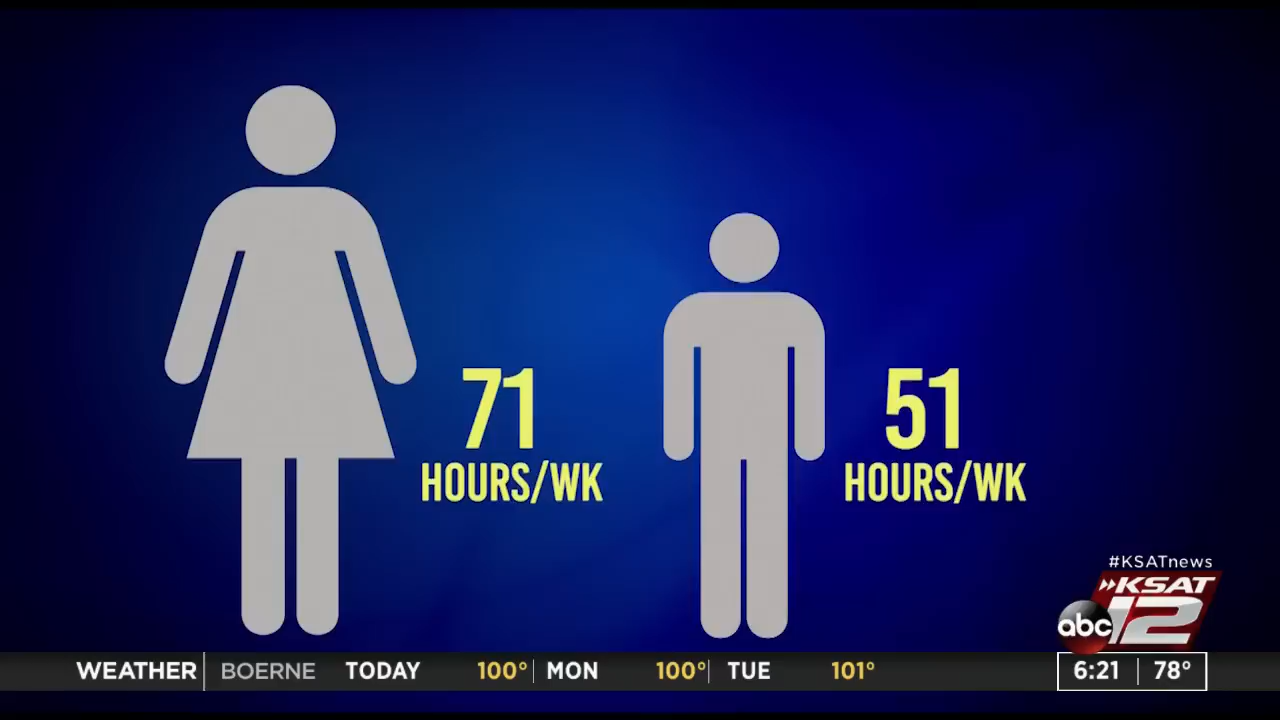 71
HOURS/WK
51
HOURS/WK
#KSATnews
KSAT
abc 12
WEATHER BOERNE TODAY 100° MON 100° TUE 101° 6:21 78°